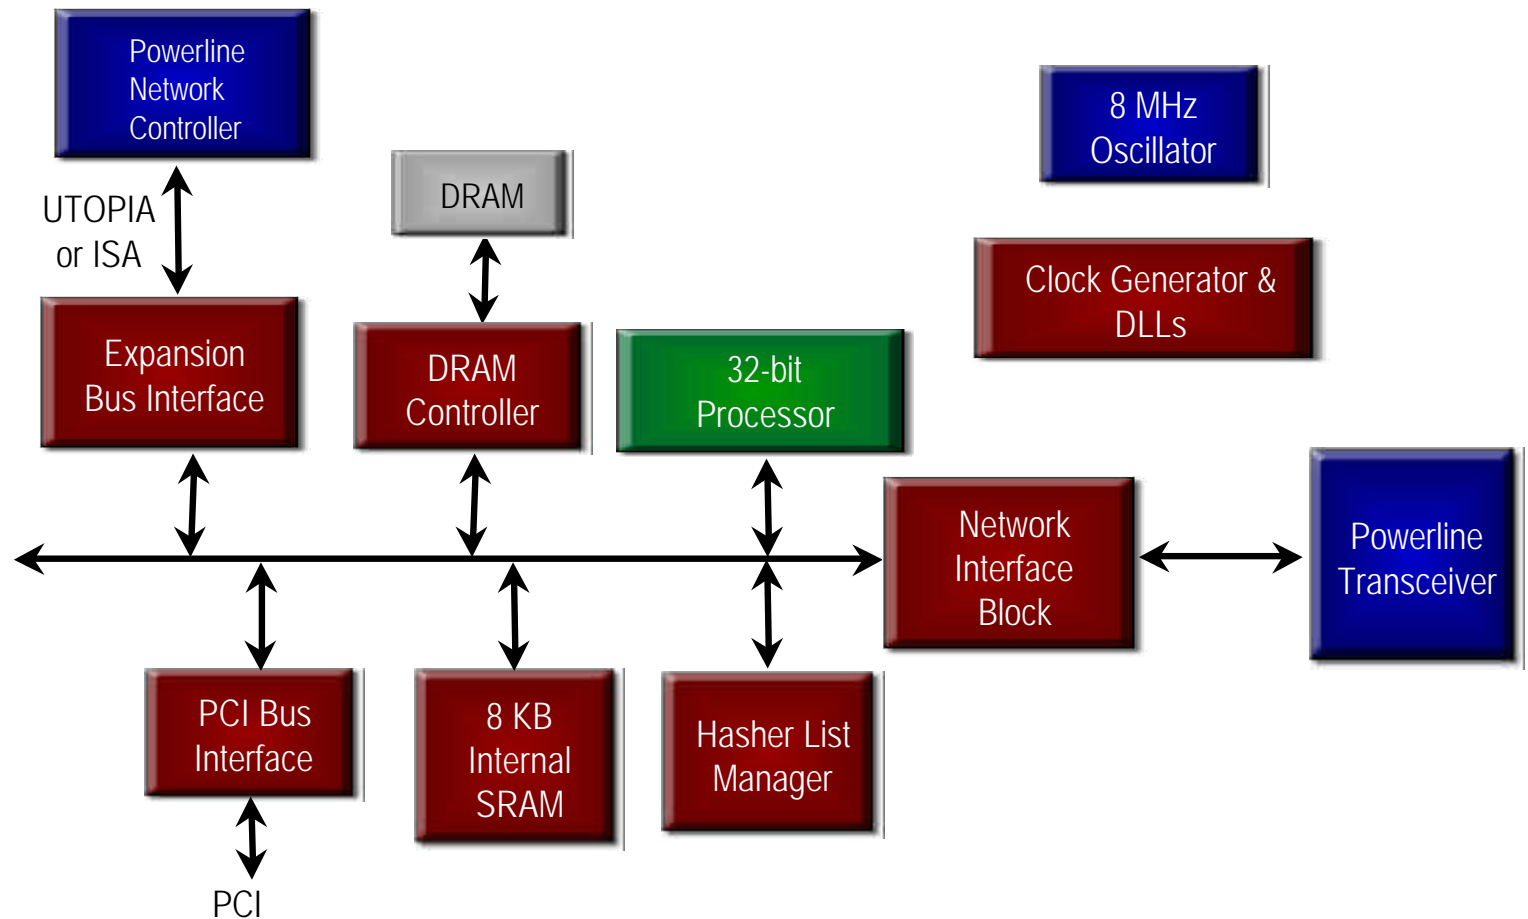 Powerline
Network
Controller
8 MHz
Oscillator
DRAM
UTOPIA
or ISA
Clock Generator &
DLLs
Expansion
Bus Interface
DRAM
Controller
32-bit
Processor
Network
Interface
Block
Powerline
Transceiver
PCI Bus
Interface
8 KB
Internal
SRAM
Hasher List
Manager
PCI